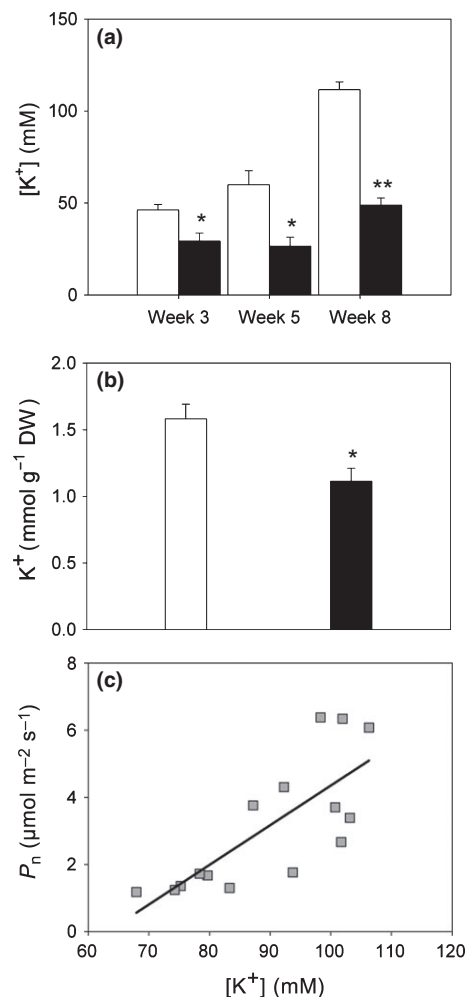 (a)
150
100
50
0
[K⁺] (mM)
*
*
**
Week 3 Week 5 Week 8
(b)
2.0
1.5
1.0
0.5
0.0
K⁺ (mmol g⁻¹ DW)
*
(c)
8
6
4
2
0
Pₙ (µmol m⁻² s⁻¹)
60 70 80 90 100 110 120
[K⁺] (mM)